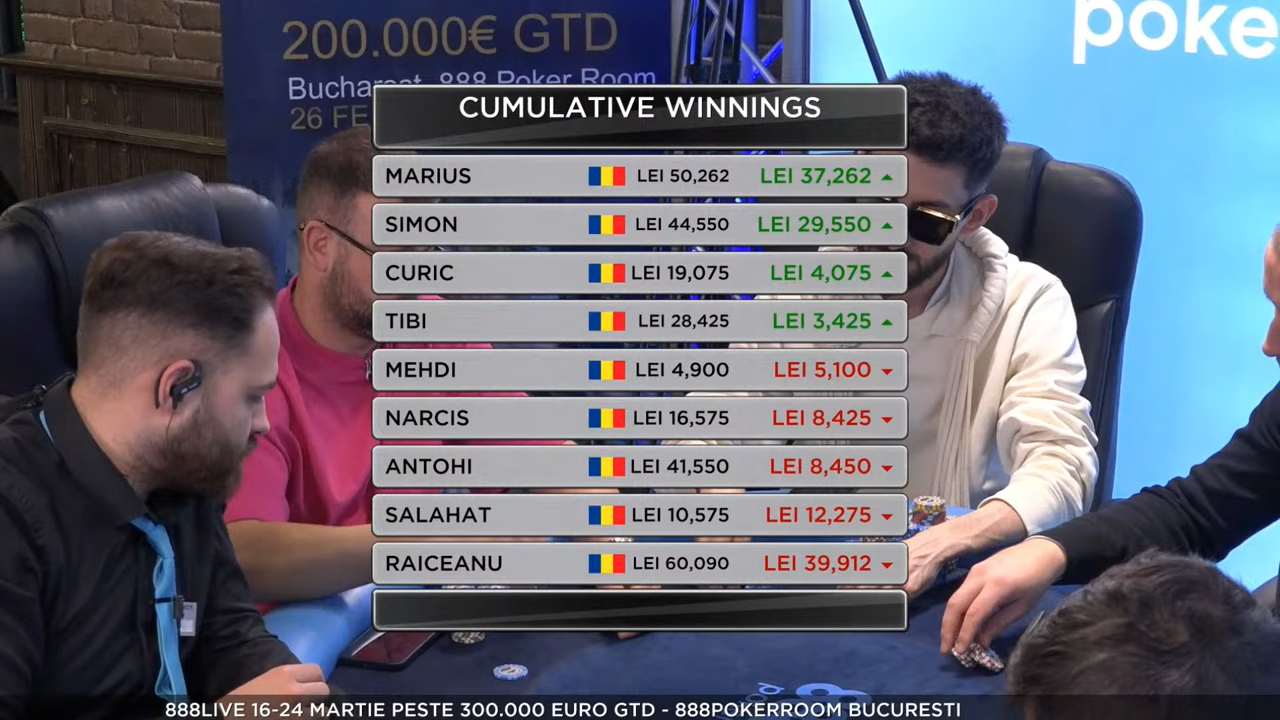 200.000€ GTD
poke
Bucharest 888 Poker Room
26 FE
CUMULATIVE WINNINGS
MARIUS LEI 50,262 LEI 37,262
SIMON LEI 44,550 LEI 29,550
CURIC LEI 19,075 LEI 4,075
TIBI LEI 28,425 LEI 3,425
MEHDI LEI 4,900 LEI 5,100
NARCIS LEI 16,575 LEI 8,425
ANTOHI LEI 41,550 LEI 8,450
SALAHAT LEI 10,575 LEI 12,275
RAICEANU LEI 60,090 LEI 39,912
888LIVE 16-24 MARTIE PESTE 300.000 EURO GTD - 888POKERROOM BUCURESTI